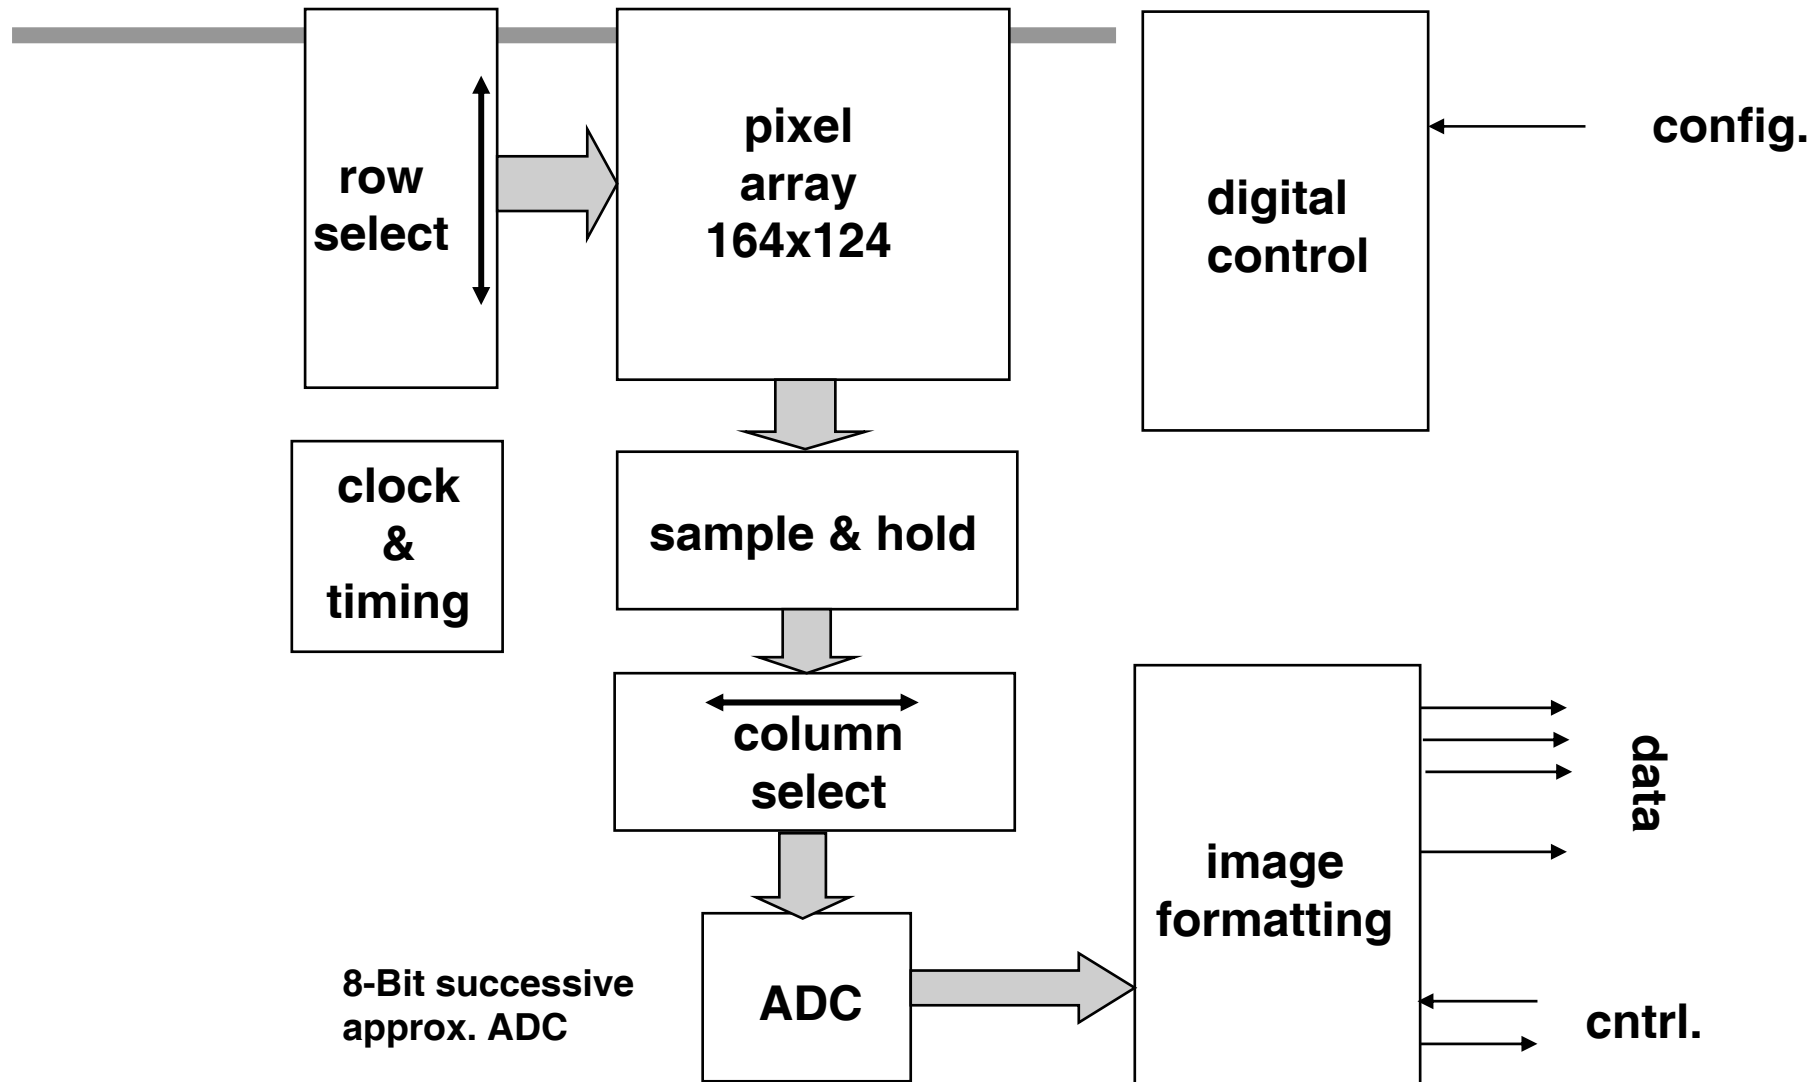 row
select
pixel
array
164x124
digital
control
config.
clock
&
timing
sample & hold
column
select
data
image
formatting
8-Bit successive
approx. ADC
ADC
cntrl.